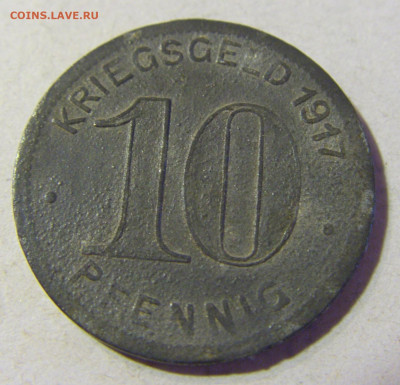 COINS.LAVE.RU
KRIEGSGELD 1917
10
PFENNIG